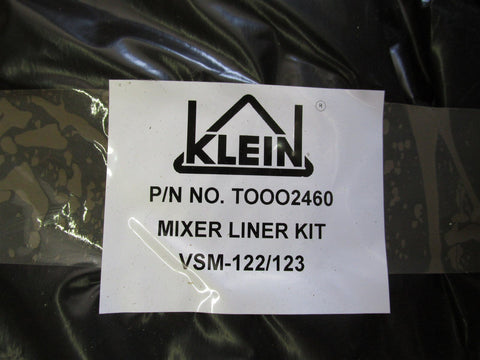 KLEIN
®
P/N NO. TOOO2460
MIXER LINER KIT
VSM-122/123